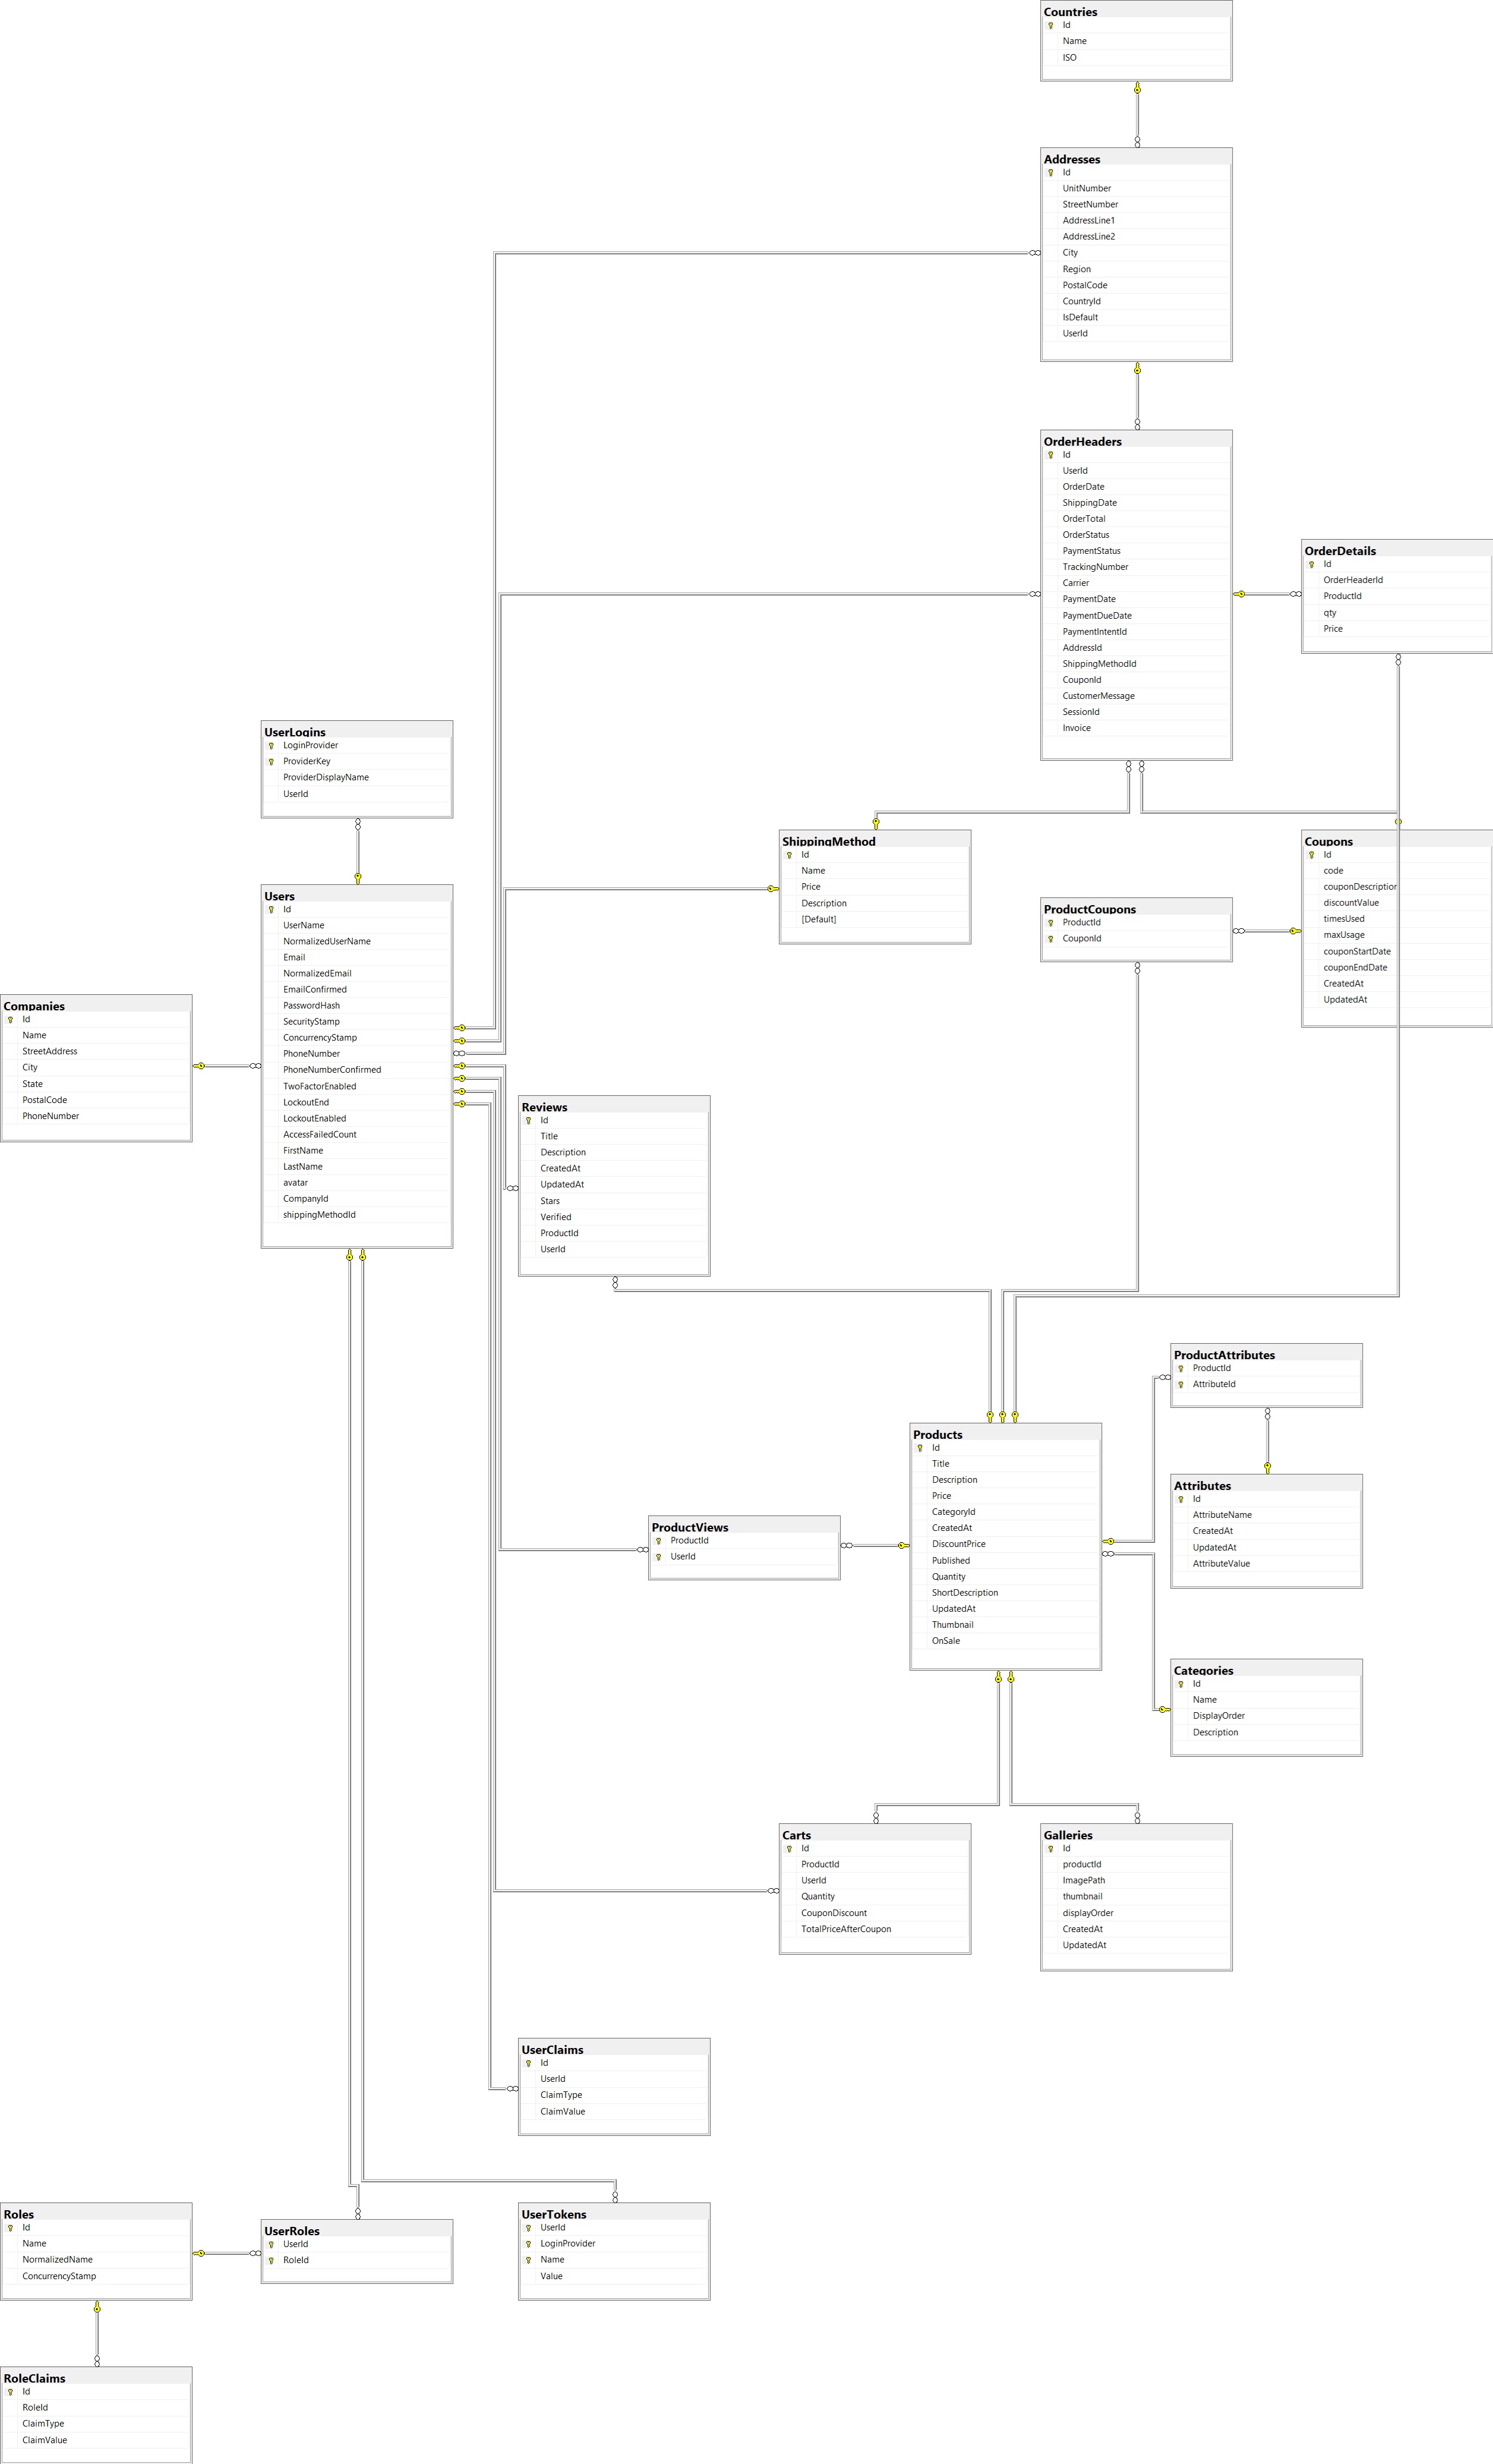 Countries
Id
Name
ISO
Addresses
Id
UnitNumber
StreetNumber
AddressLine1
AddressLine2
City
Region
PostalCode
CountryId
IsDefault
UserId
OrderHeaders
Id
UserId
OrderDate
ShippingDate
OrderTotal
OrderStatus
PaymentStatus
TrackingNumber
Carrier
PaymentDate
PaymentDueDate
PaymentIntentId
AddressId
ShippingMethodId
CouponId
CustomerMessage
SessionId
Invoice
OrderDetails
Id
OrderHeaderId
ProductId
qty
Price
UserLogins
LoginProvider
ProviderKey
ProviderDisplayName
UserId
ShippingMethod
Id
Name
Price
Description
[Default]
Coupons
Id
code
couponDescription
discountValue
timesUsed
maxUsage
couponStartDate
couponEndDate
CreatedAt
UpdatedAt
ProductCoupons
ProductId
CouponId
Users
Id
UserName
NormalizedUserName
Email
NormalizedEmail
EmailConfirmed
PasswordHash
SecurityStamp
ConcurrencyStamp
PhoneNumber
PhoneNumberConfirmed
TwoFactorEnabled
LockoutEnd
LockoutEnabled
AccessFailedCount
FirstName
LastName
avatar
CompanyId
shippingMethodId
Companies
Id
Name
StreetAddress
City
State
PostalCode
PhoneNumber
Reviews
Id
Title
Description
CreatedAt
UpdatedAt
Stars
Verified
ProductId
UserId
ProductAttributes
ProductId
AttributeId
Products
Id
Title
Description
Price
CategoryId
CreatedAt
DiscountPrice
Published
Quantity
ShortDescription
UpdatedAt
Thumbnail
OnSale
Attributes
Id
AttributeName
CreatedAt
UpdatedAt
AttributeValue
ProductViews
ProductId
UserId
Categories
Id
Name
DisplayOrder
Description
Carts
Id
ProductId
UserId
Quantity
CouponDiscount
TotalPriceAfterCoupon
Galleries
Id
productId
ImagePath
thumbnail
displayOrder
CreatedAt
UpdatedAt
UserClaims
Id
UserId
ClaimType
ClaimValue
Roles
Id
Name
NormalizedName
ConcurrencyStamp
UserRoles
UserId
RoleId
UserTokens
UserId
LoginProvider
Name
Value
RoleClaims
Id
RoleId
ClaimType
ClaimValue